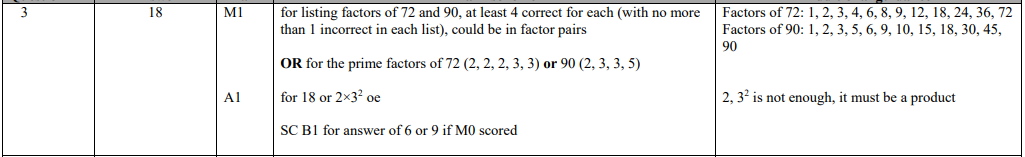 3 18 M1 for listing factors of 72 and 90, at least 4 correct for each (with no more
than 1 incorrect in each list), could be in factor pairs
OR for the prime factors of 72 (2, 2, 2, 3, 3) or 90 (2, 3, 3, 5)
Factors of 72: 1, 2, 3, 4, 6, 8, 9, 12, 18, 24, 36, 72
Factors of 90: 1, 2, 3, 5, 6, 9, 10, 15, 18, 30, 45,
90
A1 for 18 or 2×3² oe
2, 3² is not enough, it must be a product
SC B1 for answer of 6 or 9 if M0 scored